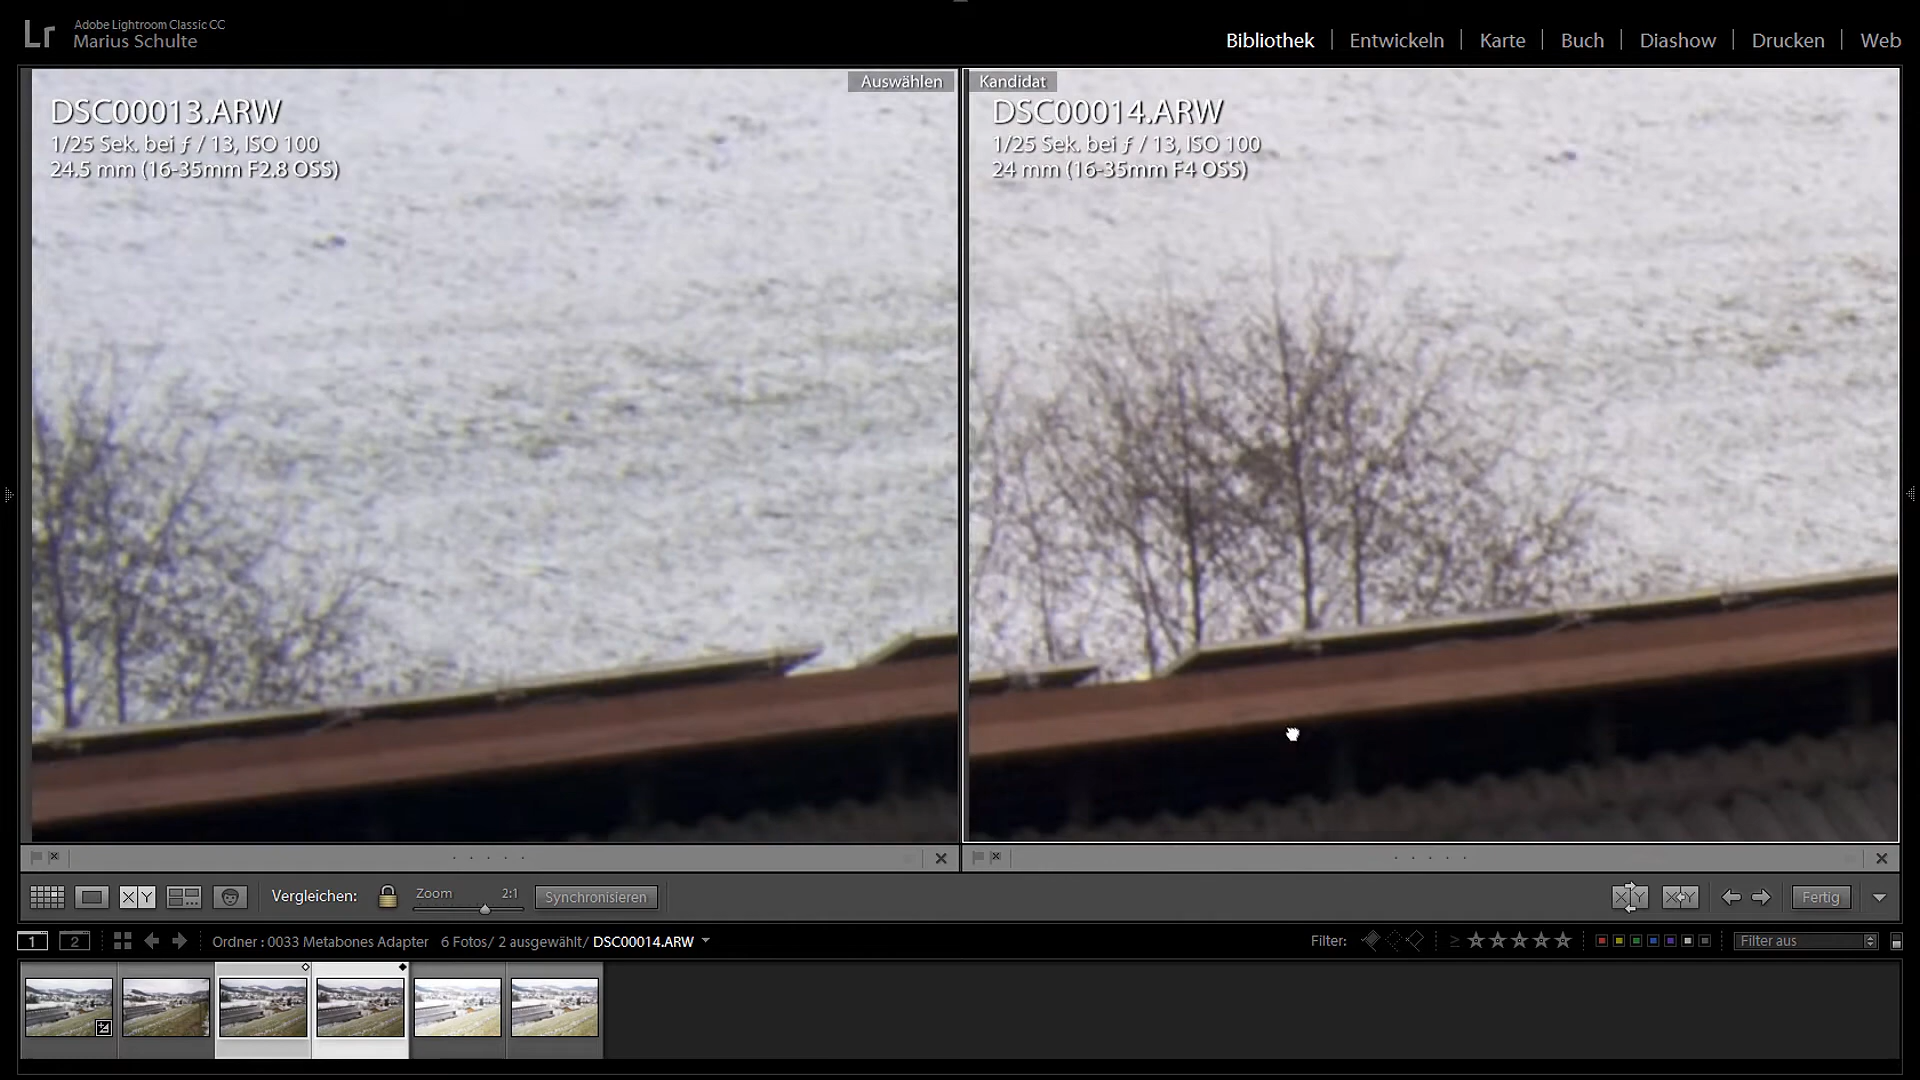 Lr
Adobe Lightroom Classic CC
Marius Schulte
Bibliothek | Entwickeln | Karte | Buch | Diashow | Drucken | Web
Auswählen
DSC00013.ARW
1/25 Sek. bei ƒ / 13, ISO 100
24.5 mm (16-35mm F2.8 OSS)
Kandidat
DSC00014.ARW
1/25 Sek. bei ƒ / 13, ISO 100
24 mm (16-35mm F4 OSS)
XY Vergleichen: Zoom 2:1 Synchronisieren XY XY Fertig
1 2 Ordner : 0033 Metabones Adapter 6 Fotos/ 2 ausgewählt/ DSC00014.ARW Filter: ≥ Filter aus